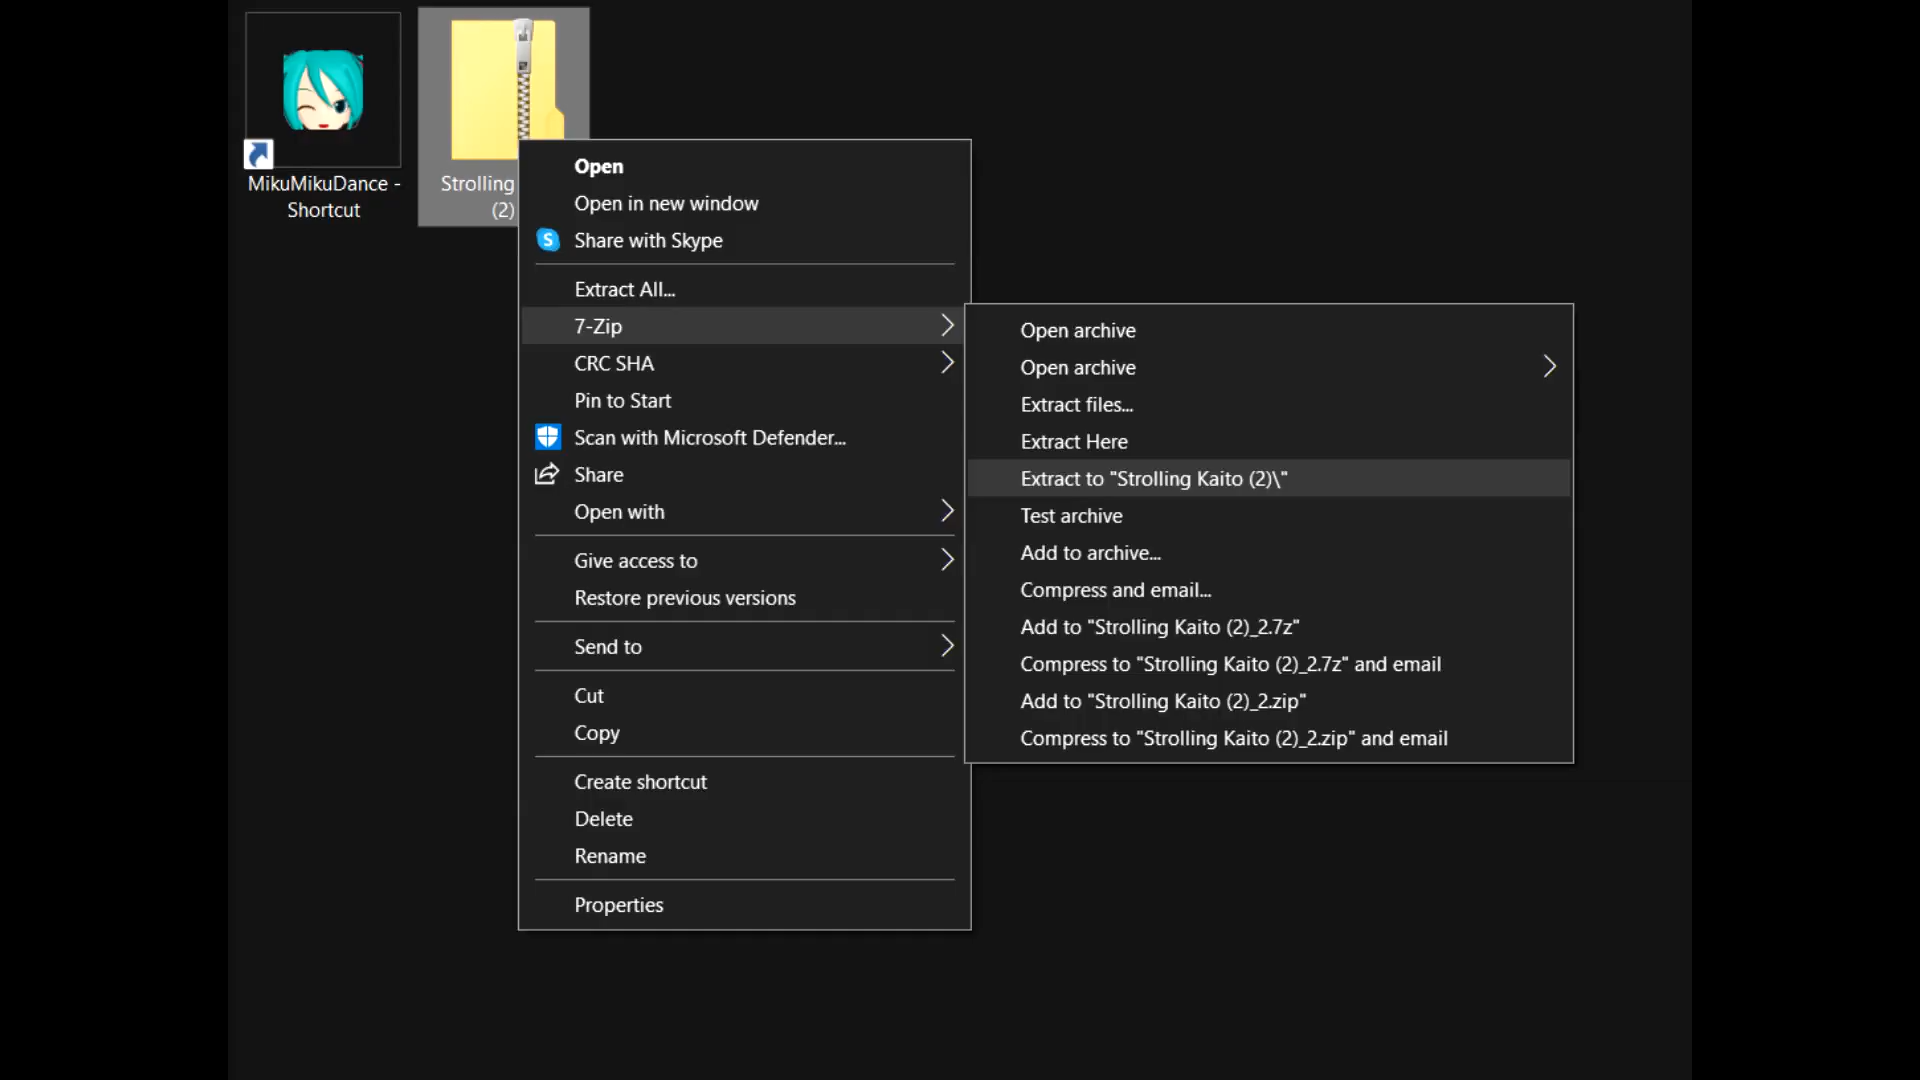 MikuMikuDance -
Shortcut
Strolling
(2)
Open
Open in new window
Share with Skype
Extract All...
7-Zip
CRC SHA
Pin to Start
Scan with Microsoft Defender...
Share
Open with
Give access to
Restore previous versions
Send to
Cut
Copy
Create shortcut
Delete
Rename
Properties
Open archive
Open archive
Extract files...
Extract Here
Extract to "Strolling Kaito (2)\"
Test archive
Add to archive...
Compress and email...
Add to "Strolling Kaito (2)_2.7z"
Compress to "Strolling Kaito (2)_2.7z" and email
Add to "Strolling Kaito (2)_2.zip"
Compress to "Strolling Kaito (2)_2.zip" and email